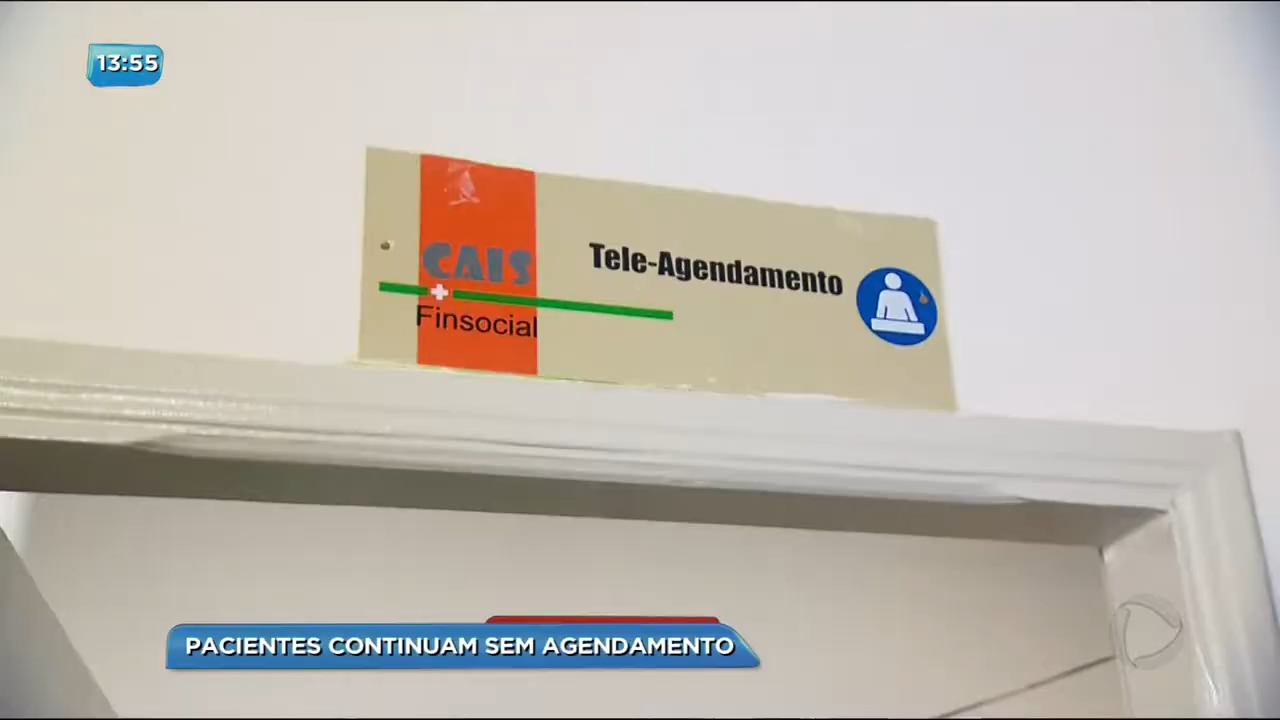 13:55
CAIS
Finsocial
Tele-Agendamento
PACIENTES CONTINUAM SEM AGENDAMENTO